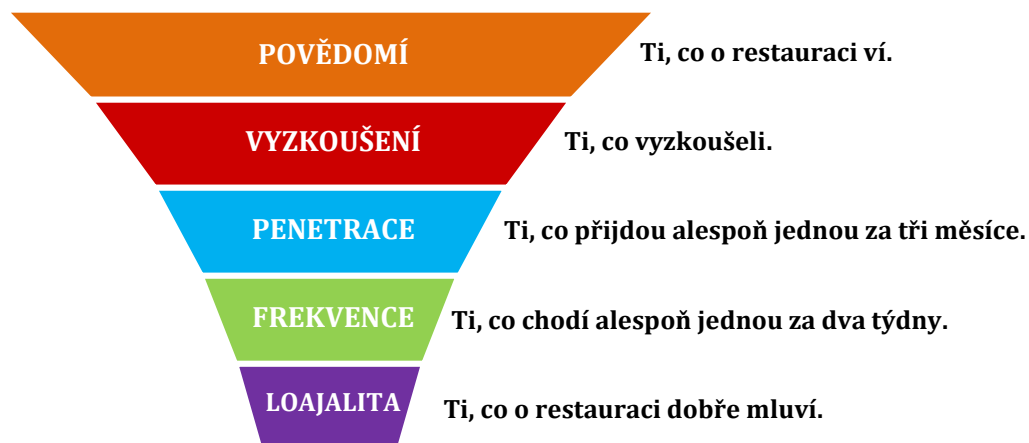 POVĚDOMÍ Ti, co o restauraci ví.
VYZKOUŠENÍ Ti, co vyzkoušeli.
PENETRACE Ti, co přijdou alespoň jednou za tři měsíce.
FREKVENCE Ti, co chodí alespoň jednou za dva týdny.
LOAJALITA Ti, co o restauraci dobře mluví.